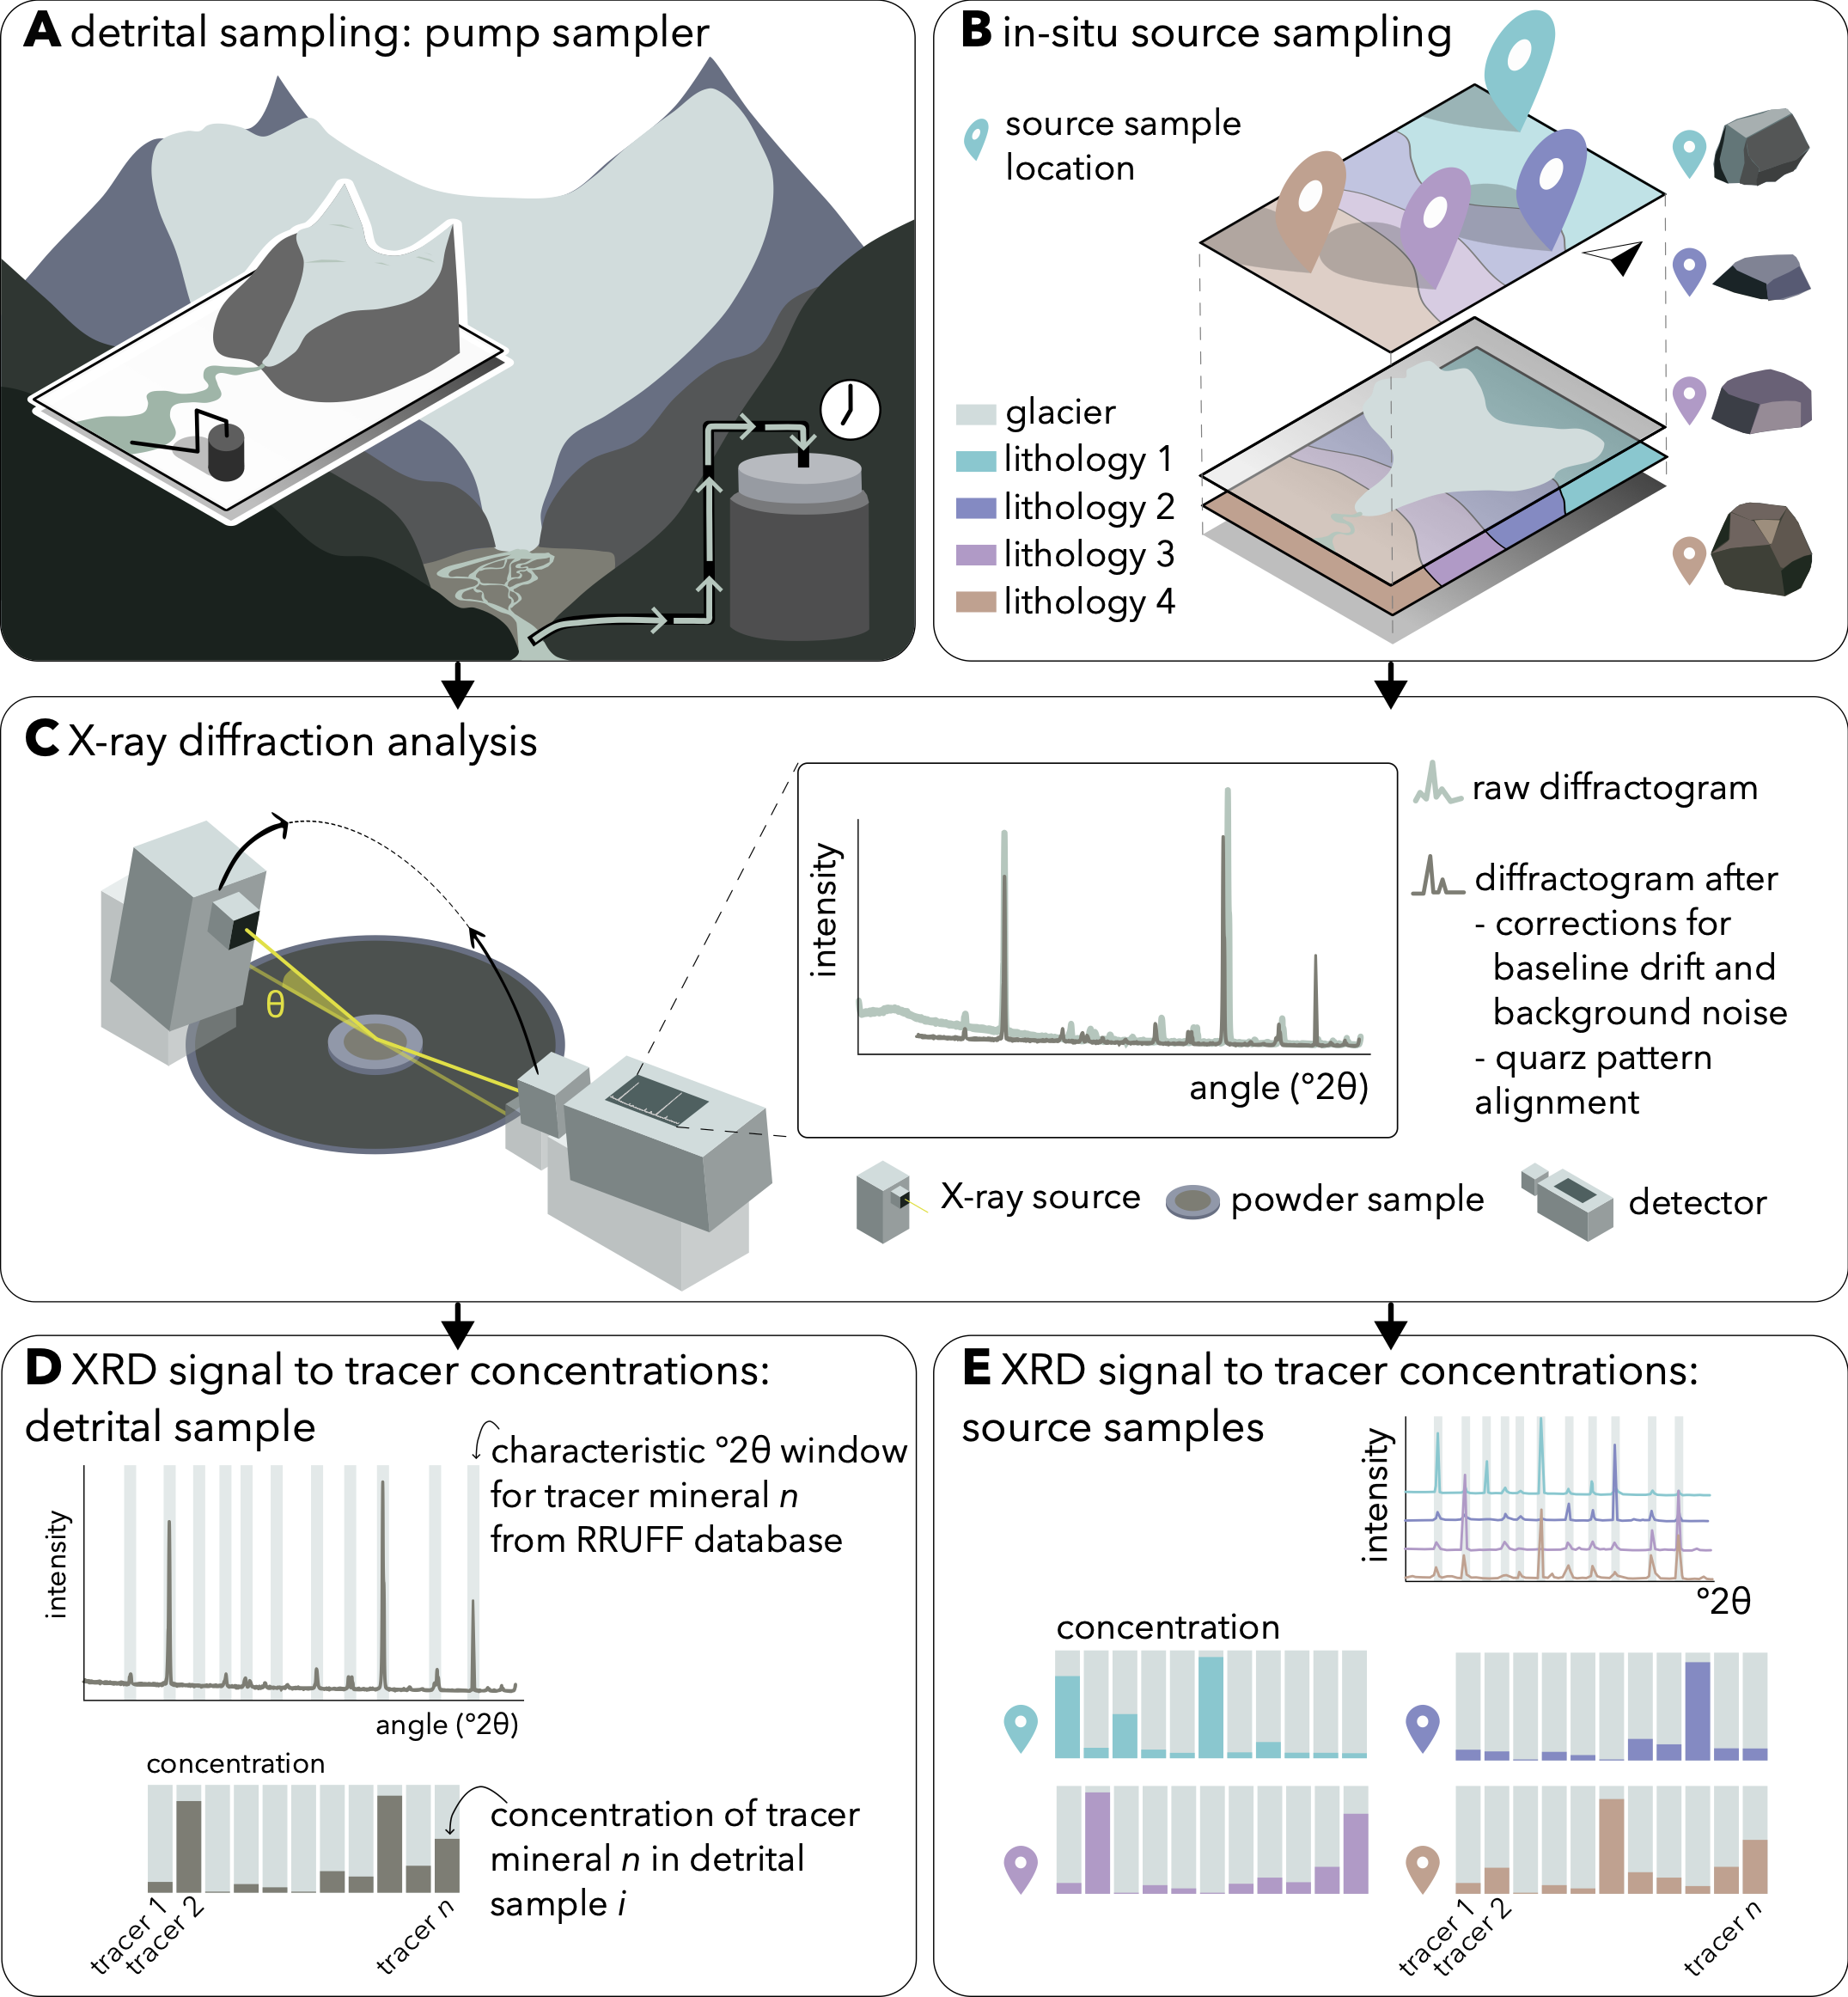 A detrital sampling: pump sampler
B in-situ source sampling
source sample
location
glacier
lithology 1
lithology 2
lithology 3
lithology 4
C X-ray diffraction analysis
intensity
angle (°2θ)
θ
raw diffractogram
diffractogram after
- corrections for
baseline drift and
background noise
- quarz pattern
alignment
X-ray source
powder sample
detector
D XRD signal to tracer concentrations:
detrital sample
characteristic °2θ window
for tracer mineral n
from RRUFF database
intensity
angle (°2θ)
concentration
concentration of tracer
mineral n in detrital
sample i
tracer 1
tracer 2
tracer n
E XRD signal to tracer concentrations:
source samples
intensity
°2θ
concentration
tracer 1
tracer 2
tracer n